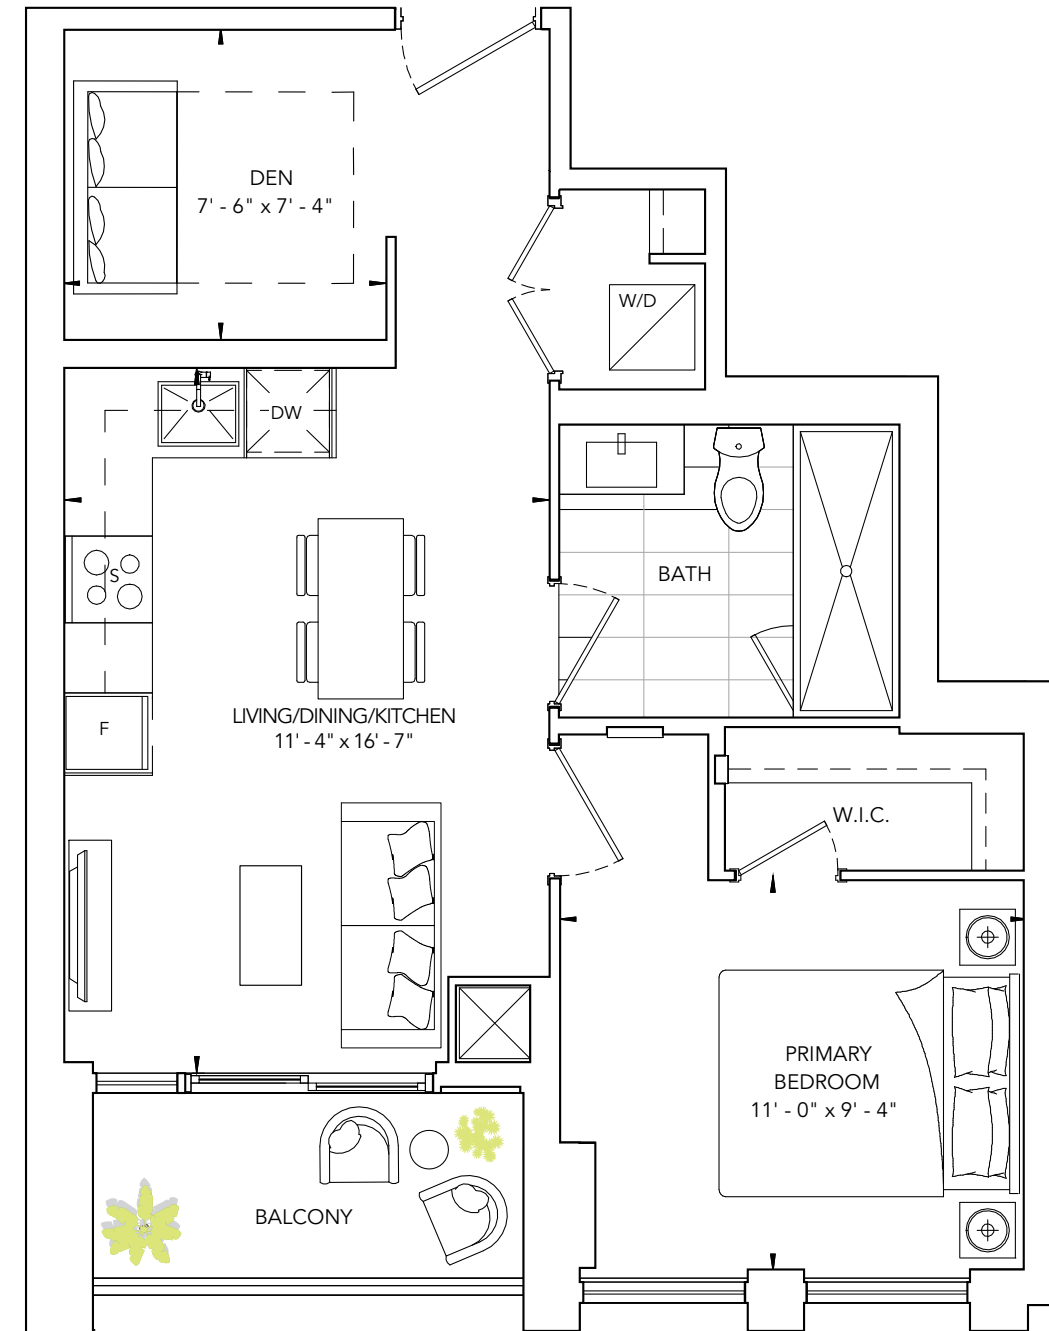 DEN
7' - 6" x 7' - 4"
W/D
DW
S
BATH
F
LIVING/DINING/KITCHEN
11' - 4" x 16' - 7"
W.I.C.
PRIMARY
BEDROOM
11' - 0" x 9' - 4"
BALCONY